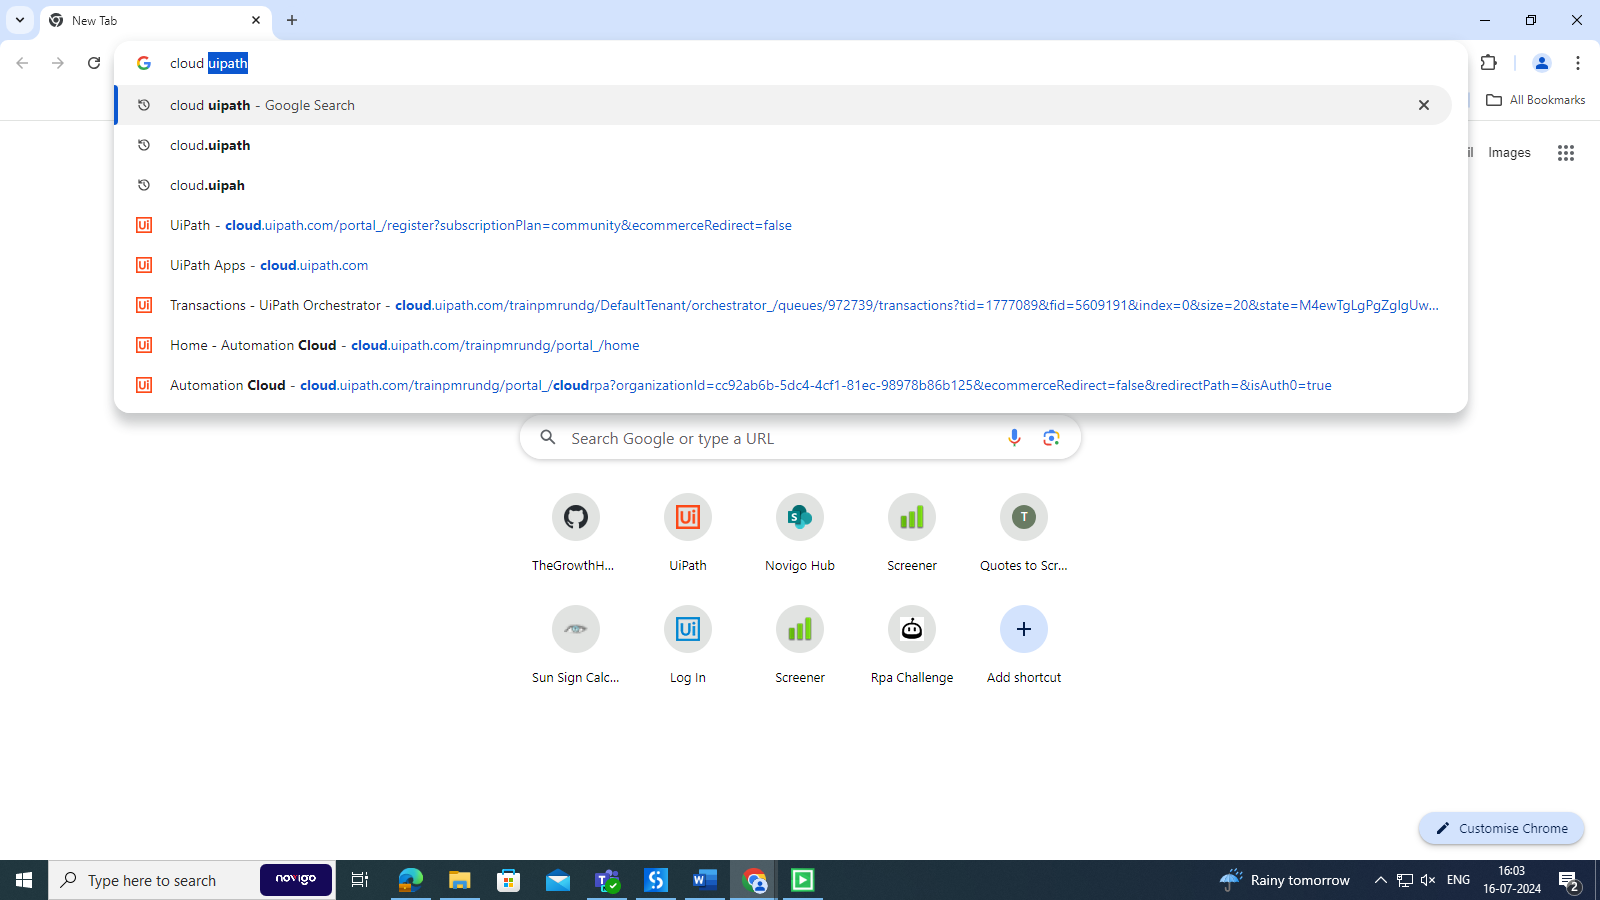 New Tab
cloud uipath
cloud uipath - Google Search
All Bookmarks
cloud.uipath
Images
cloud.uipah
UiPath - cloud.uipath.com/portal_/register?subscriptionPlan=community&ecommerceRedirect=false
UiPath Apps - cloud.uipath.com
Transactions - UiPath Orchestrator - cloud.uipath.com/trainpmrundg/DefaultTenant/orchestrator_/queues/972739/transactions?tid=1777089&fid=5609191&index=0&size=20&state=M4ewTgLgPgZglgUw...
Home - Automation Cloud - cloud.uipath.com/trainpmrundg/portal_/home
Automation Cloud - cloud.uipath.com/trainpmrundg/portal_/cloudrpa?organizationId=cc92ab6b-5dc4-4cf1-81ec-98978b86b125&ecommerceRedirect=false&redirectPath=&isAuth0=true
Search Google or type a URL
TheGrowthH... UiPath Novigo Hub Screener Quotes to Scr...
Sun Sign Calc... Log In Screener Rpa Challenge Add shortcut
Customise Chrome
Type here to search
novigo
Rainy tomorrow
ENG
16:03
16-07-2024
2